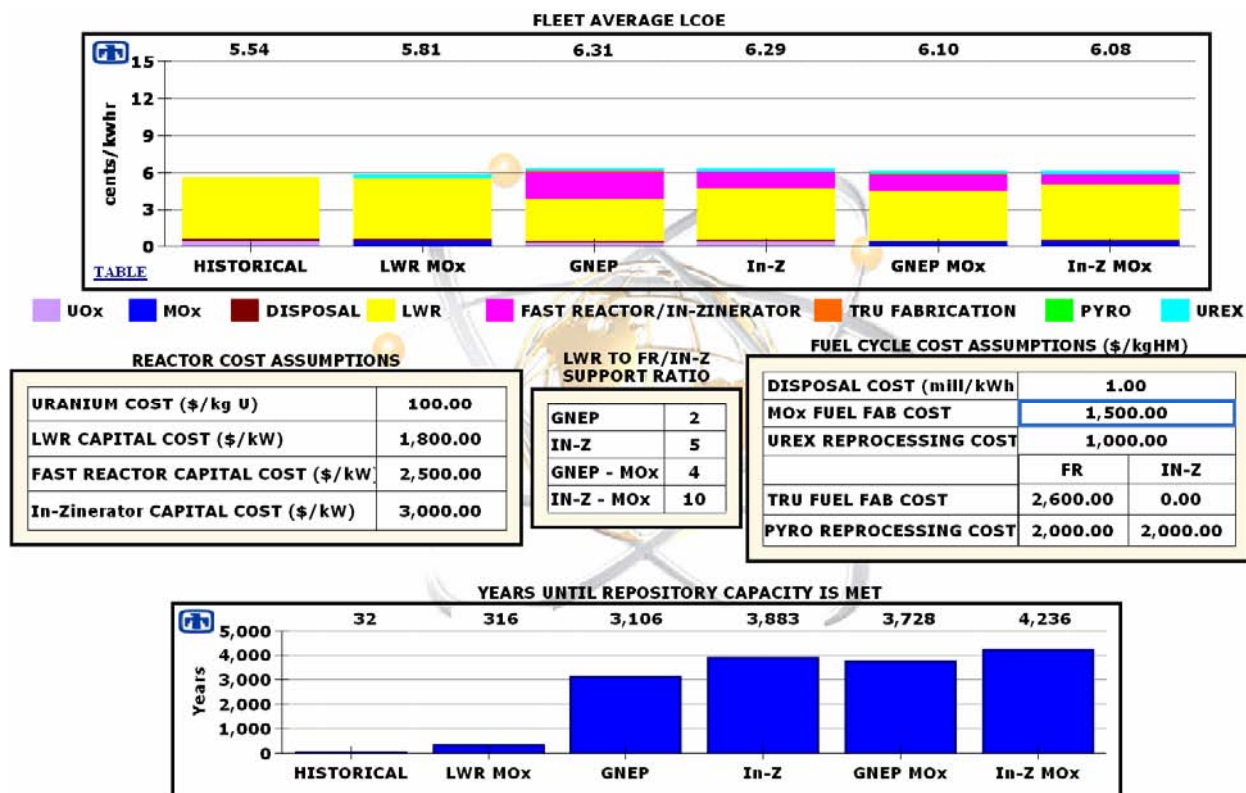 FLEET AVERAGE LCOE
5.54 5.81 6.31 6.29 6.10 6.08
15
12
9
6
3
0
cents/kwhr
TABLE
HISTORICAL LWR MOx GNEP In-Z GNEP MOx In-Z MOx
UOx MOx DISPOSAL LWR FAST REACTOR/IN-ZINERATOR TRU FABRICATION PYRO UREX
REACTOR COST ASSUMPTIONS
URANIUM COST ($/kg U) 100.00
LWR CAPITAL COST ($/kW) 1,800.00
FAST REACTOR CAPITAL COST ($/kW) 2,500.00
In-Zinerator CAPITAL COST ($/kW) 3,000.00
LWR TO FR/IN-Z
SUPPORT RATIO
GNEP 2
IN-Z 5
GNEP - MOx 4
IN-Z - MOx 10
FUEL CYCLE COST ASSUMPTIONS ($/kgHM)
DISPOSAL COST (mill/kWh 1.00
MOx FUEL FAB COST 1,500.00
UREX REPROCESSING COST 1,000.00
FR IN-Z
TRU FUEL FAB COST 2,600.00 0.00
PYRO REPROCESSING COST 2,000.00 2,000.00
YEARS UNTIL REPOSITORY CAPACITY IS MET
32 316 3,106 3,883 3,728 4,236
5,000
4,000
3,000
2,000
1,000
0
Years
HISTORICAL LWR MOx GNEP In-Z GNEP MOx In-Z MOx